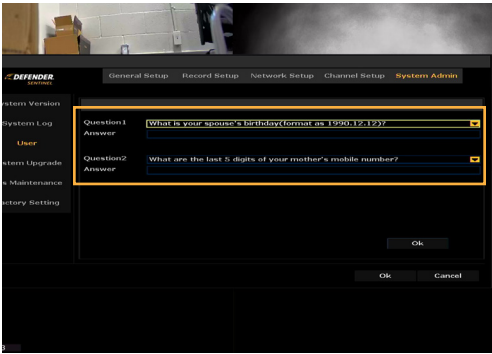 DEFENDER
SENTINEL
General Setup Record Setup Network Setup Channel Setup System Admin
ystem Version
System Log
User
stem Upgrade
s Maintenance
actory Setting
Question1 What is your spouse's birthday(format as 1990.12.12)?
Answer
Question2 What are the last 5 digits of your mother's mobile number?
Answer
Ok
Ok Cancel
3